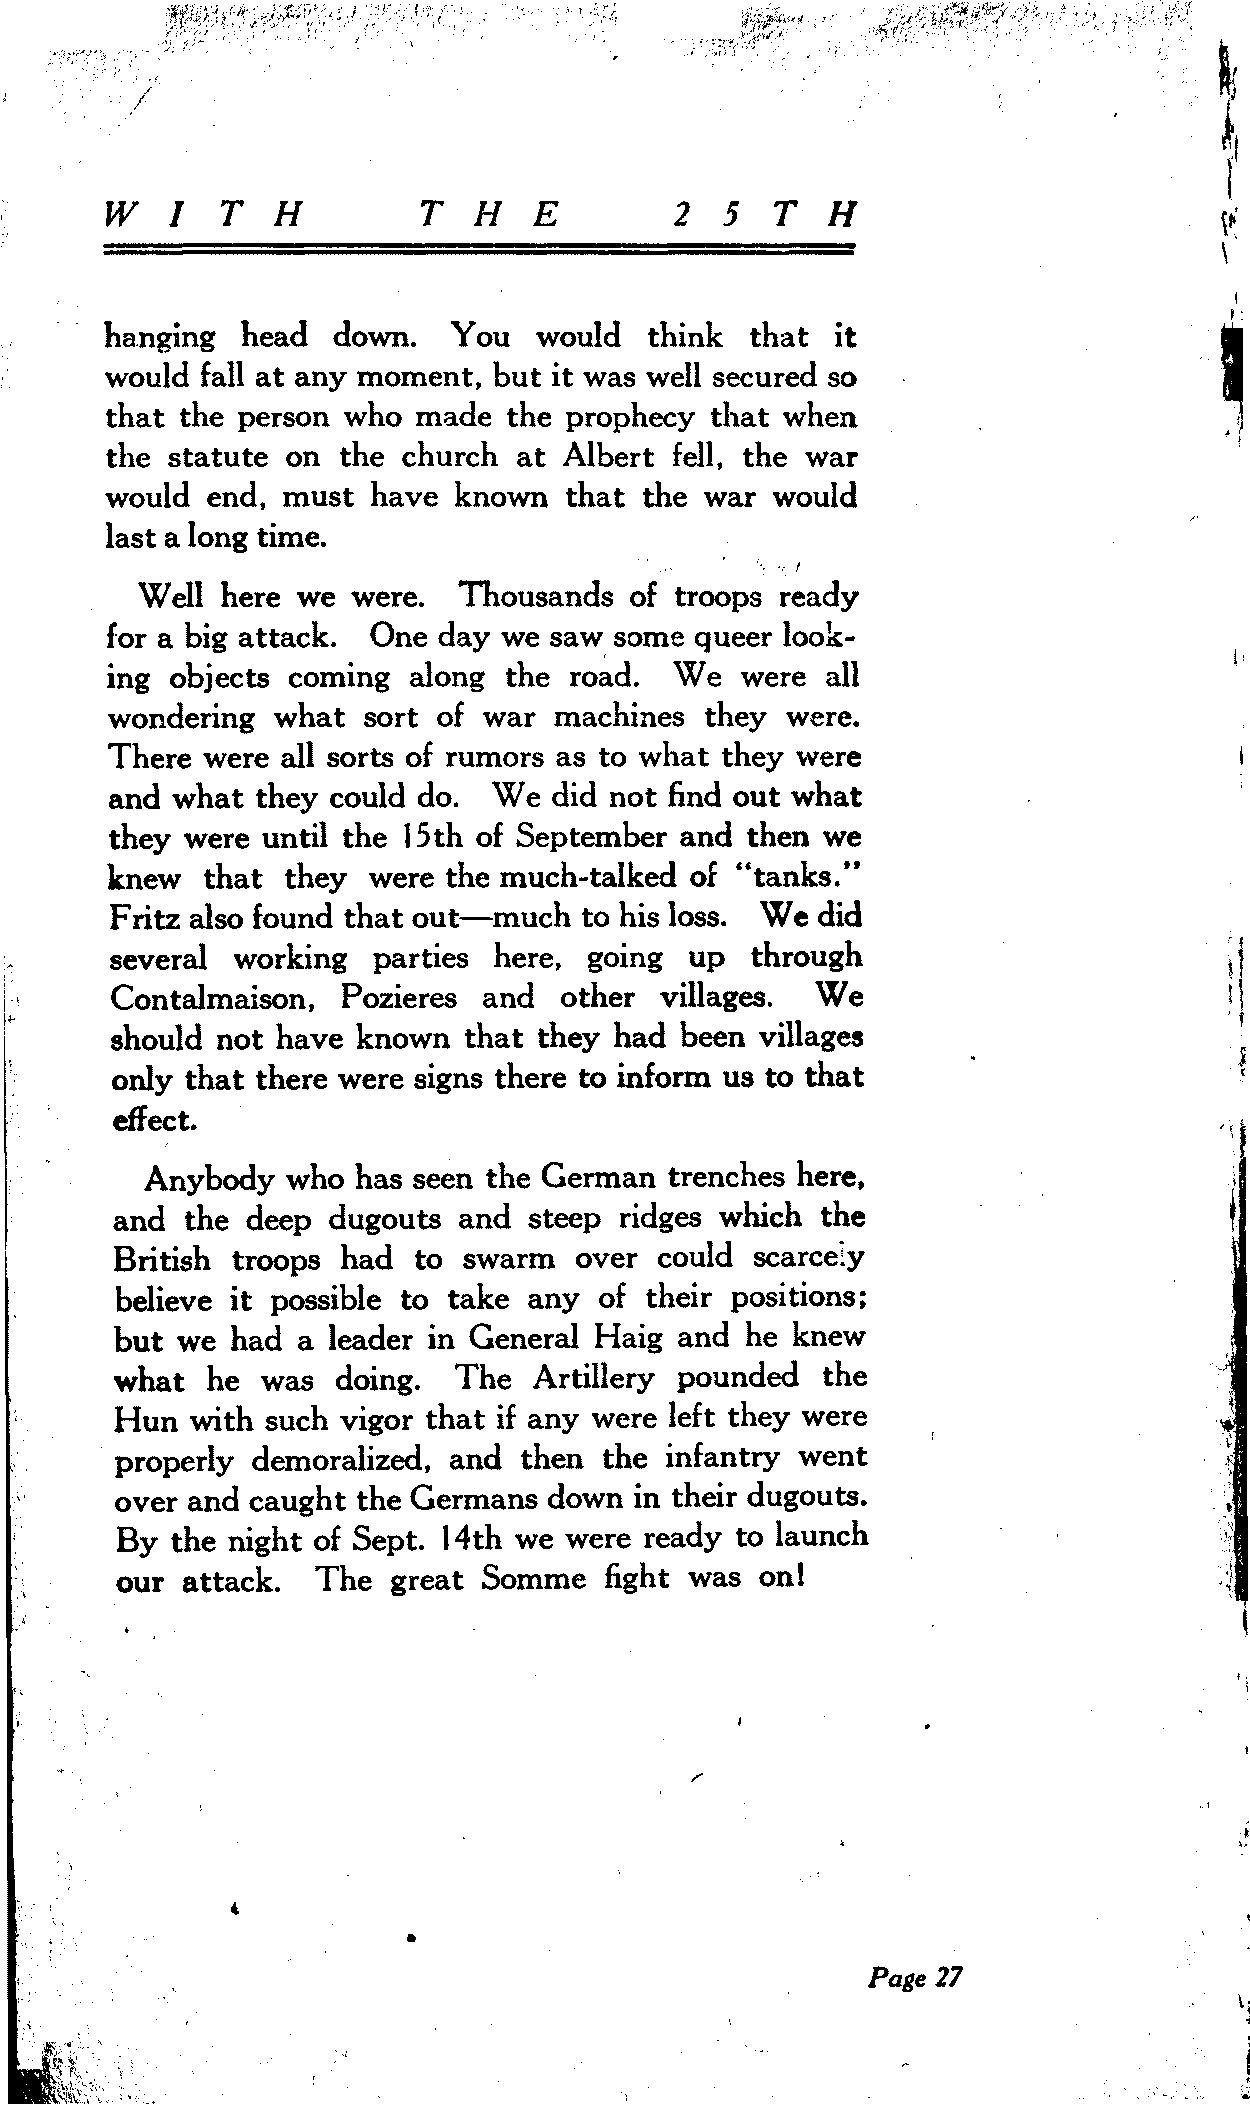 WITH THE 25TH
hanging head down. You would think that it
would fall at any moment, but it was well secured so
that the person who made the prophecy that when
the statute on the church at Albert fell, the war
would end, must have known that the war would
last a long time.
Well here we were. Thousands of troops ready
for a big attack. One day we saw some queer look-
ing objects coming along the road. We were all
wondering what sort of war machines they were.
There were all sorts of rumors as to what they were
and what they could do. We did not find out what
they were until the 15th of September and then we
knew that they were the much-talked of “tanks.”
Fritz also found that out—much to his loss. We did
several working parties here, going up through
Contalmaison, Pozieres and other villages. We
should not have known that they had been villages
only that there were signs there to inform us to that
effect.
Anybody who has seen the German trenches here,
and the deep dugouts and steep ridges which the
British troops had to swarm over could scarcely
believe it possible to take any of their positions;
but we had a leader in General Haig and he knew
what he was doing. The Artillery pounded the
Hun with such vigor that if any were left they were
properly demoralized, and then the infantry went
over and caught the Germans down in their dugouts.
By the night of Sept. 14th we were ready to launch
our attack. The great Somme fight was on!
Page 27